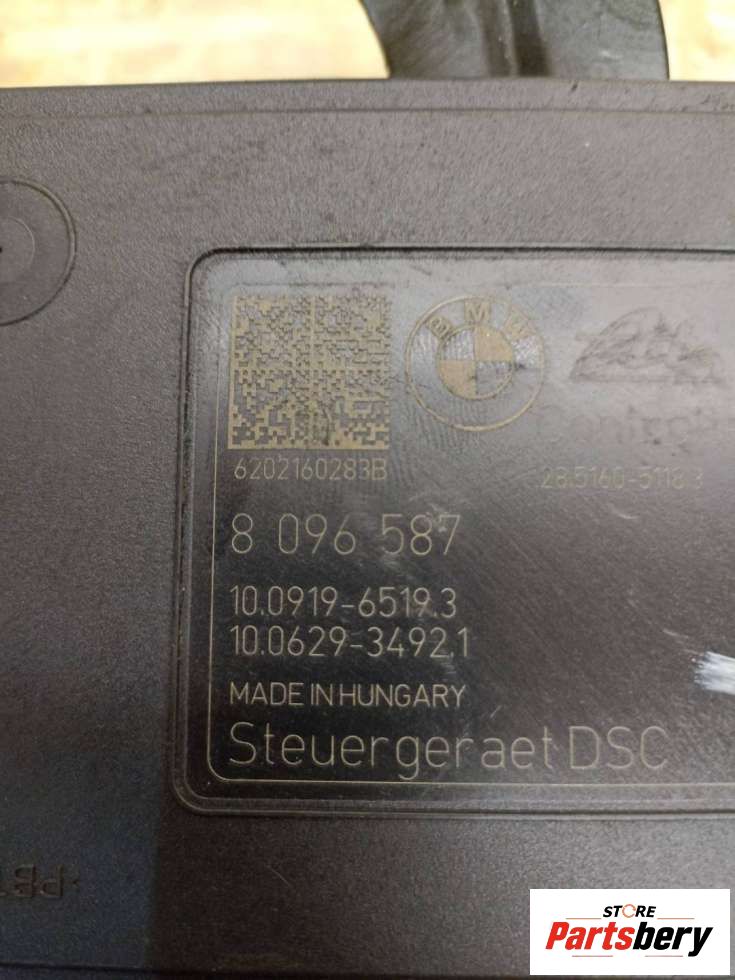 BMW
6202160283B
28.5160-5118.3
8 096 587
10.0919-6519.3
10.0629-3492.1
MADE IN HUNGARY
Steuergeraet DSC
STORE
Partsbery